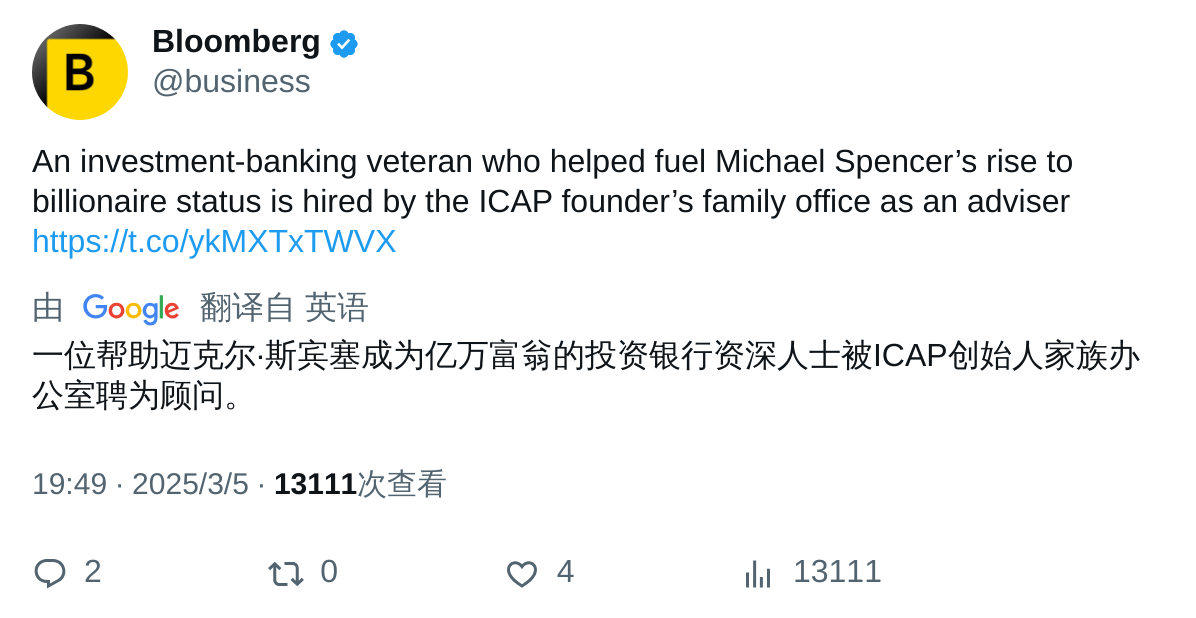 Bloomberg
@business
An investment-banking veteran who helped fuel Michael Spencer’s rise to
billionaire status is hired by the ICAP founder’s family office as an adviser
https://t.co/ykMXTxTWVX
由 Google 翻译自 英语
一位帮助迈克尔·斯宾塞成为亿万富翁的投资银行资深人士被ICAP创始人家族办
公室聘为顾问。
19:49 · 2025/3/5 · 13111次查看
2 0 4 13111